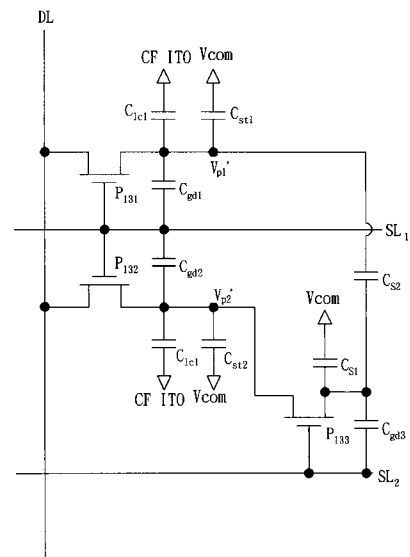 DL
CF ITO Vcom
C_lc1 C_st1
V_p1'
P_131
C_gd1
SL_1
P_132
C_gd2
C_S2
V_p2'
Vcom
C_lc1 C_st2
C_S1
CF ITO Vcom
P_133
C_gd3
SL_2